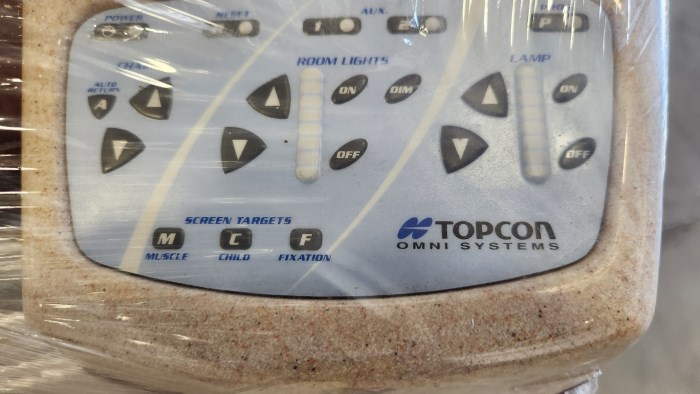 POWER
RESET
AUX.
1
2
P
CHAIR
ROOM LIGHTS
LAMP
AUTO
RETURN
A
ON
DIM
ON
OFF
OFF
SCREEN TARGETS
M
C
F
MUSCLE
CHILD
FIXATION
TOPCON
OMNI SYSTEMS